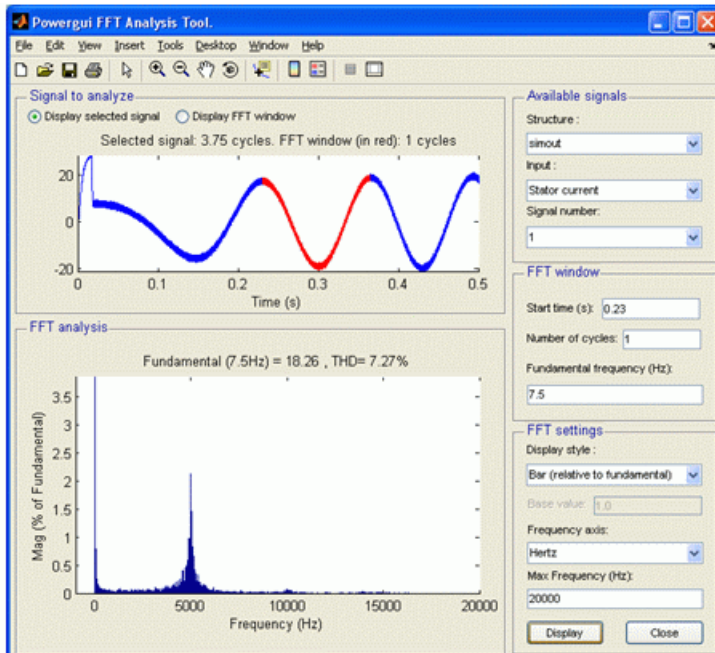 Powergui FFT Analysis Tool.
File Edit View Insert Tools Desktop Window Help
Signal to analyze
Display selected signal Display FFT window
Selected signal: 3.75 cycles. FFT window (in red): 1 cycles
20
0
-20
0 0.1 0.2 0.3 0.4 0.5
Time (s)
FFT analysis
Fundamental (7.5Hz) = 18.26 , THD= 7.27%
3.5
3
2.5
2
1.5
1
0.5
0
Mag (% of Fundamental)
0 5000 10000 15000 20000
Frequency (Hz)
Available signals
Structure :
simout
Input :
Stator current
Signal number:
1
FFT window
Start time (s): 0.23
Number of cycles: 1
Fundamental frequency (Hz):
7.5
FFT settings
Display style :
Bar (relative to fundamental)
Base value: 1.0
Frequency axis:
Hertz
Max Frequency (Hz):
20000
Display Close